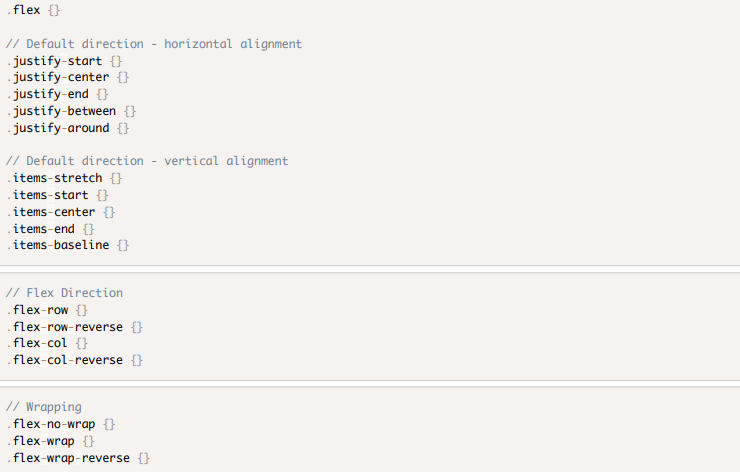 .flex {}
// Default direction - horizontal alignment
.justify-start {}
.justify-center {}
.justify-end {}
.justify-between {}
.justify-around {}
// Default direction - vertical alignment
.items-stretch {}
.items-start {}
.items-center {}
.items-end {}
.items-baseline {}
// Flex Direction
.flex-row {}
.flex-row-reverse {}
.flex-col {}
.flex-col-reverse {}
// Wrapping
.flex-no-wrap {}
.flex-wrap {}
.flex-wrap-reverse {}